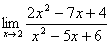 lim x→2 (2x² − 7x + 4)/(x² − 5x + 6)